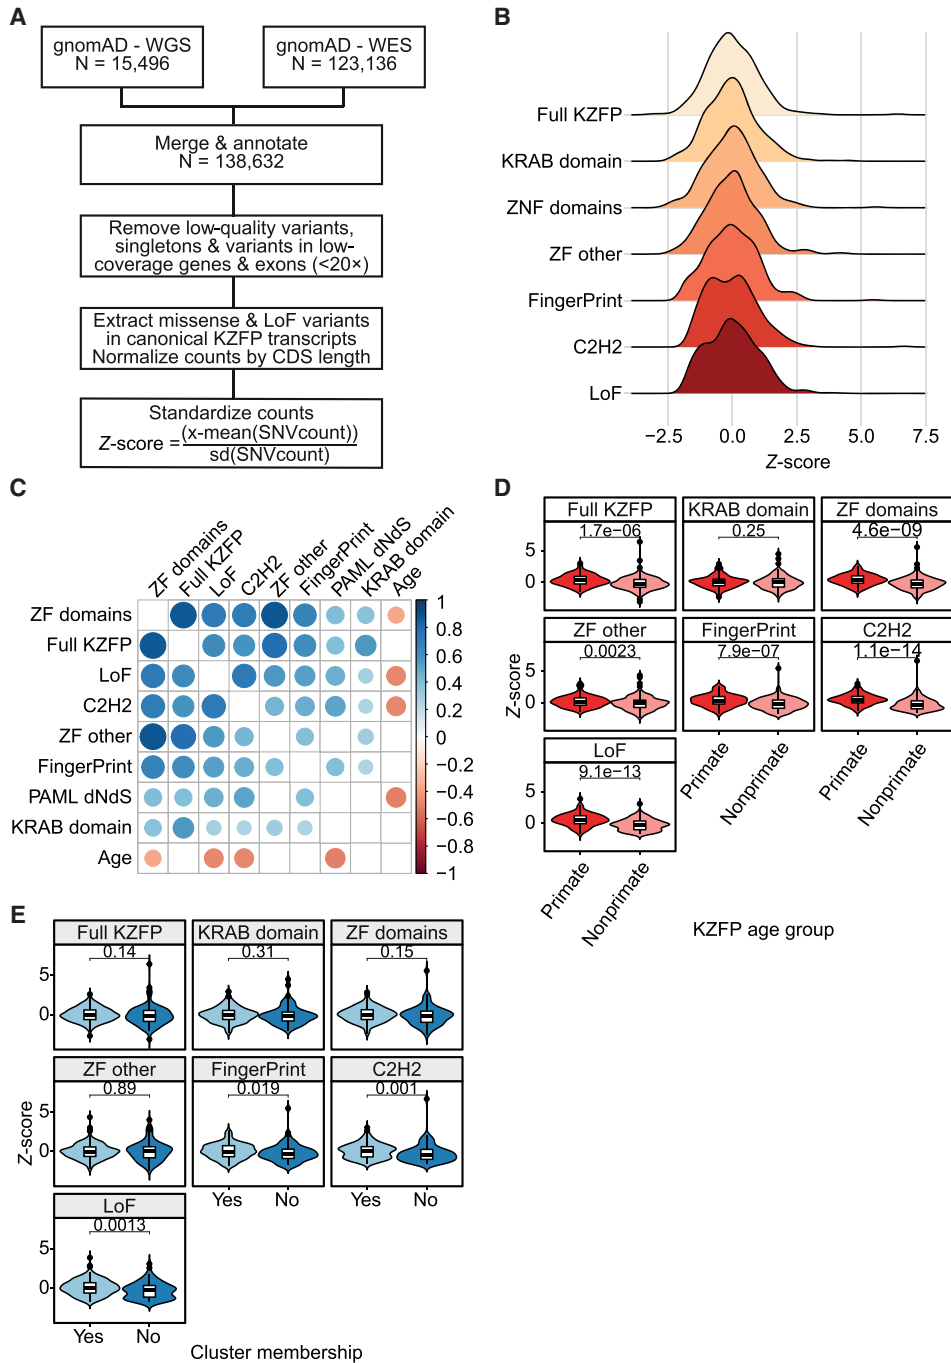 A
gnomAD - WGS
N = 15,496
gnomAD - WES
N = 123,136
Merge & annotate
N = 138,632
Remove low-quality variants,
singletons & variants in low-
coverage genes & exons (<20×)
Extract missense & LoF variants
in canonical KZFP transcripts
Normalize counts by CDS length
Standardize counts
Z-score = (x-mean(SNVcount))
sd(SNVcount)
B
Full KZFP
KRAB domain
ZNF domains
ZF other
FingerPrint
C2H2
LoF
−2.5 0.0 2.5 5.0 7.5
Z-score
C
ZF domains Full KZFP LoF C2H2 ZF other FingerPrint PAML dNdS KRAB domain Age
ZF domains
Full KZFP
LoF
C2H2
ZF other
FingerPrint
PAML dNdS
KRAB domain
Age
1
0.8
0.6
0.4
0.2
0
−0.2
−0.4
−0.6
−0.8
−1
D
Full KZFP KRAB domain ZF domains
1.7e−06 0.25 4.6e−09
5
0
ZF other FingerPrint C2H2
0.0023 7.9e−07 1.1e−14
5
0
Z-score
LoF
9.1e−13
5
0
Primate Nonprimate Primate Nonprimate
Primate Nonprimate
KZFP age group
E
Full KZFP KRAB domain ZF domains
0.14 0.31 0.15
5
0
ZF other FingerPrint C2H2
0.89 0.019 0.001
5
0
Z-score
Yes No Yes No
LoF
0.0013
5
0
Yes No
Cluster membership